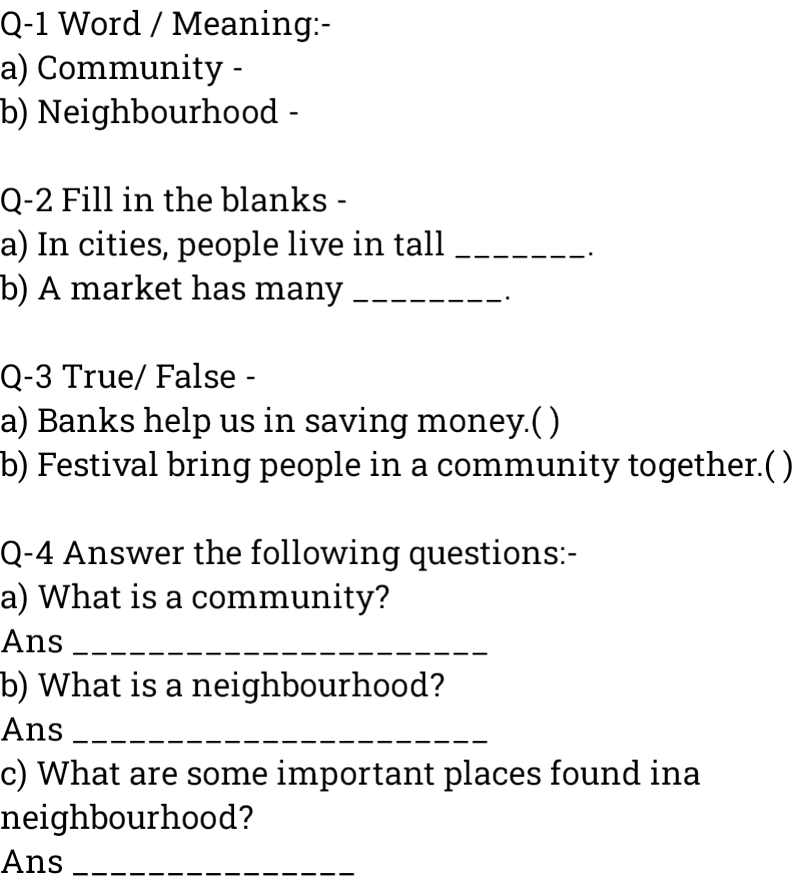 Q-1 Word / Meaning:-
a) Community -
b) Neighbourhood -
Q-2 Fill in the blanks -
a) In cities, people live in tall _______.
b) A market has many ________.
Q-3 True/ False -
a) Banks help us in saving money.( )
b) Festival bring people in a community together.( )
Q-4 Answer the following questions:-
a) What is a community?
Ans ______________________
b) What is a neighbourhood?
Ans ______________________
c) What are some important places found ina
neighbourhood?
Ans _______________